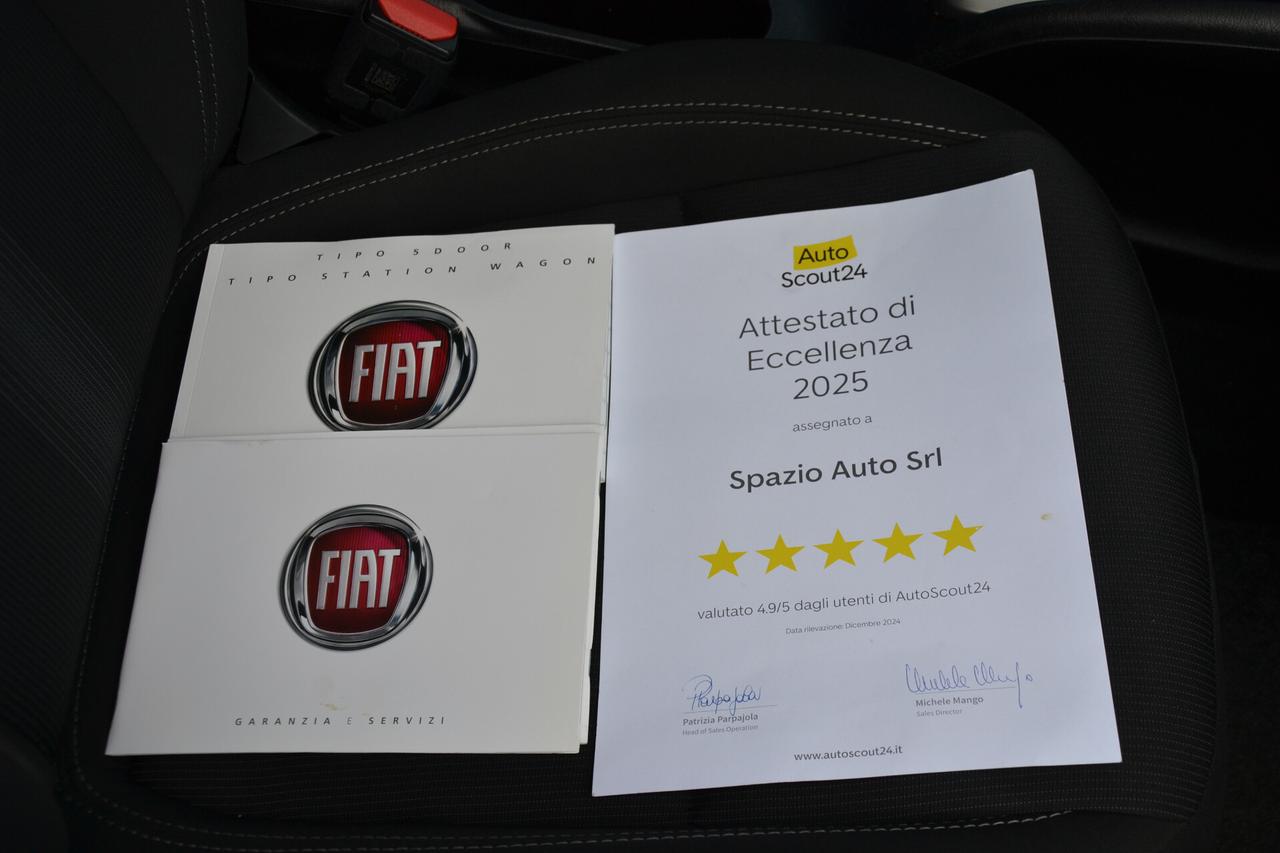 TIPO 5DOOR
TIPO STATION WAGON
FIAT
FIAT
GARANZIA E SERVIZI
Auto
Scout24
Attestato di
Eccellenza
2025
assegnato a
Spazio Auto Srl
valutato 4.9/5 dagli utenti di AutoScout24
Data rilevazione: Dicembre 2024
Patrizia Parpajola
Head of Sales Operation
Michele Mango
Sales Director
www.autoscout24.it